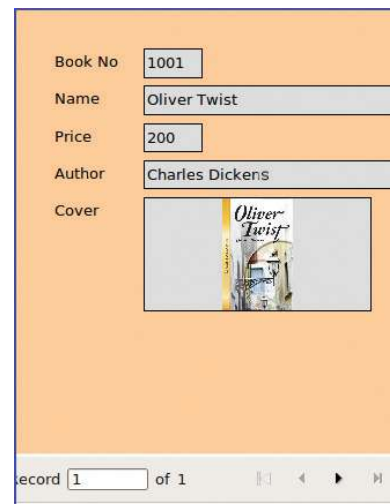 Book No 1001
Name Oliver Twist
Price 200
Author Charles Dickens
Cover
Oliver
Twist
ecord 1 of 1